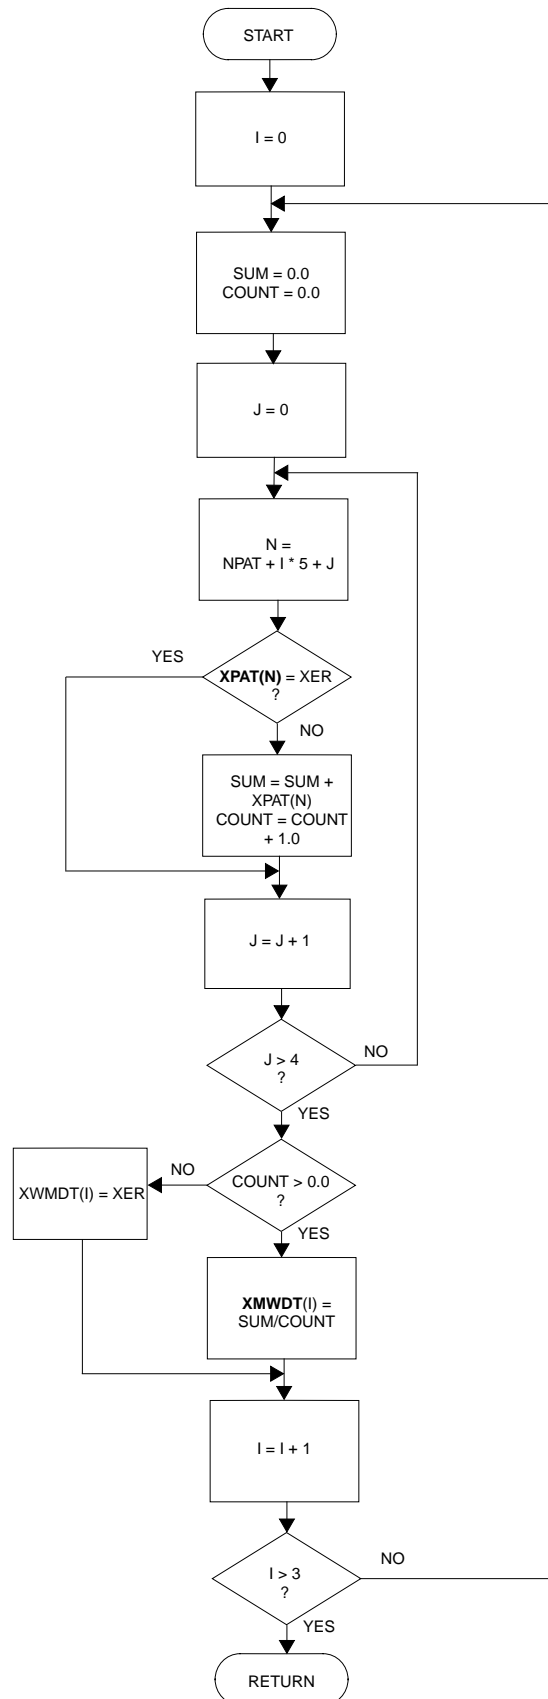 START
I = 0
SUM = 0.0
COUNT = 0.0
J = 0
N =
NPAT + I * 5 + J
YES
XPAT(N) = XER
?
NO
SUM = SUM +
XPAT(N)
COUNT = COUNT
+ 1.0
J = J + 1
J > 4
?
NO
YES
NO
COUNT > 0.0
?
XWMDT(I) = XER
YES
XMWDT(I) =
SUM/COUNT
I = I + 1
I > 3
?
NO
YES
RETURN